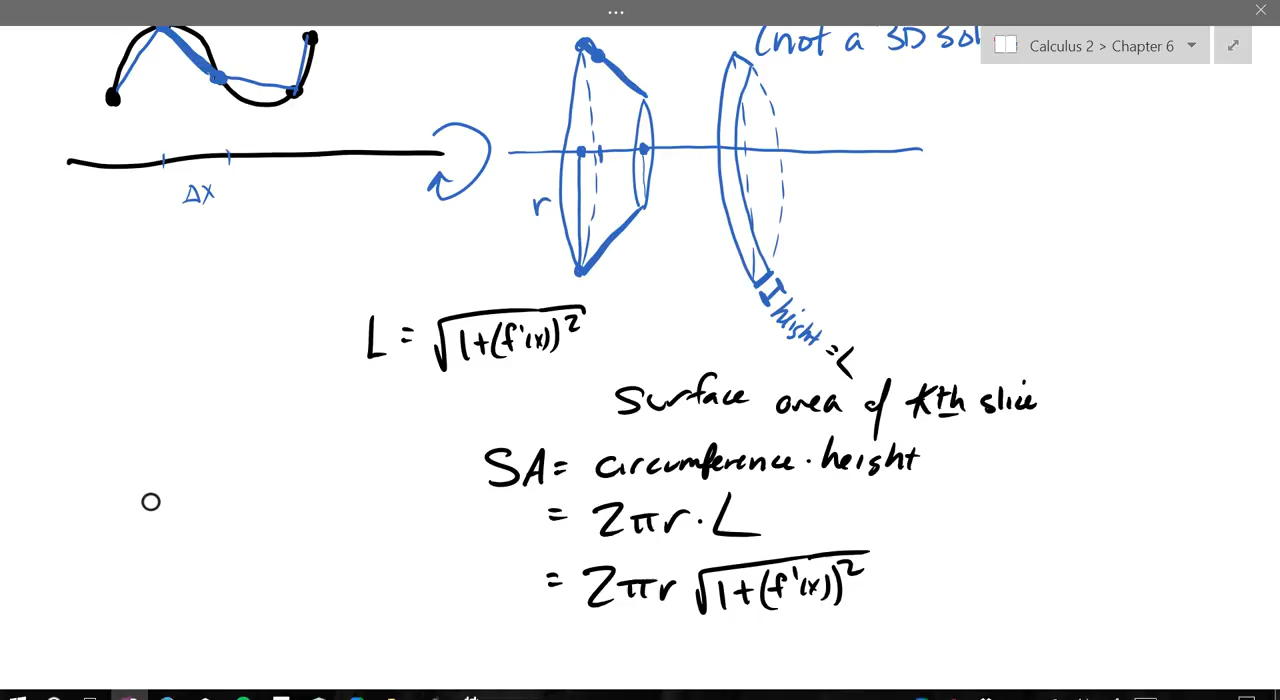 (not a 3D
Calculus 2 > Chapter 6
Δx
r
height = L
L = √1+(f'(x))²
Surface area of kth slice
SA = circumference · height
= 2πr · L
= 2πr √1+(f'(x))²